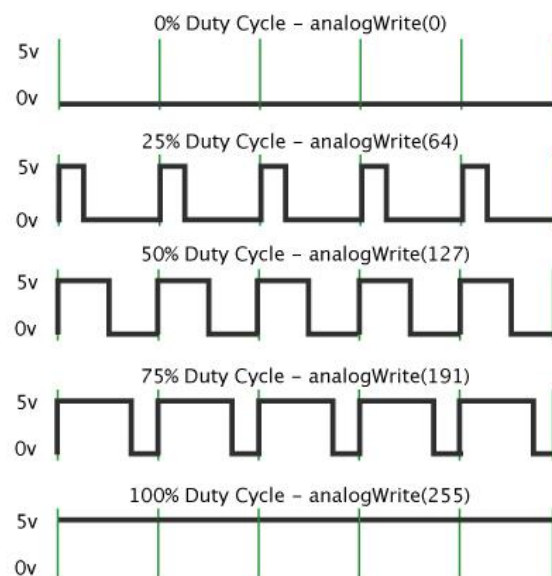 0% Duty Cycle – analogWrite(0)
5v
0v
25% Duty Cycle – analogWrite(64)
5v
0v
50% Duty Cycle – analogWrite(127)
5v
0v
75% Duty Cycle – analogWrite(191)
5v
0v
100% Duty Cycle – analogWrite(255)
5v
0v